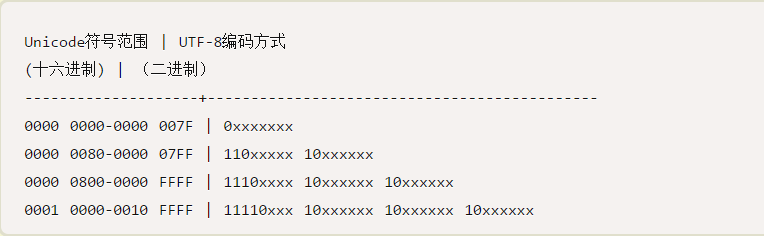 Unicode符号范围 | UTF-8编码方式
(十六进制) | （二进制）
--------------------+---------------------------------------------
0000 0000-0000 007F | 0xxxxxxx
0000 0080-0000 07FF | 110xxxxx 10xxxxxx
0000 0800-0000 FFFF | 1110xxxx 10xxxxxx 10xxxxxx
0001 0000-0010 FFFF | 11110xxx 10xxxxxx 10xxxxxx 10xxxxxx